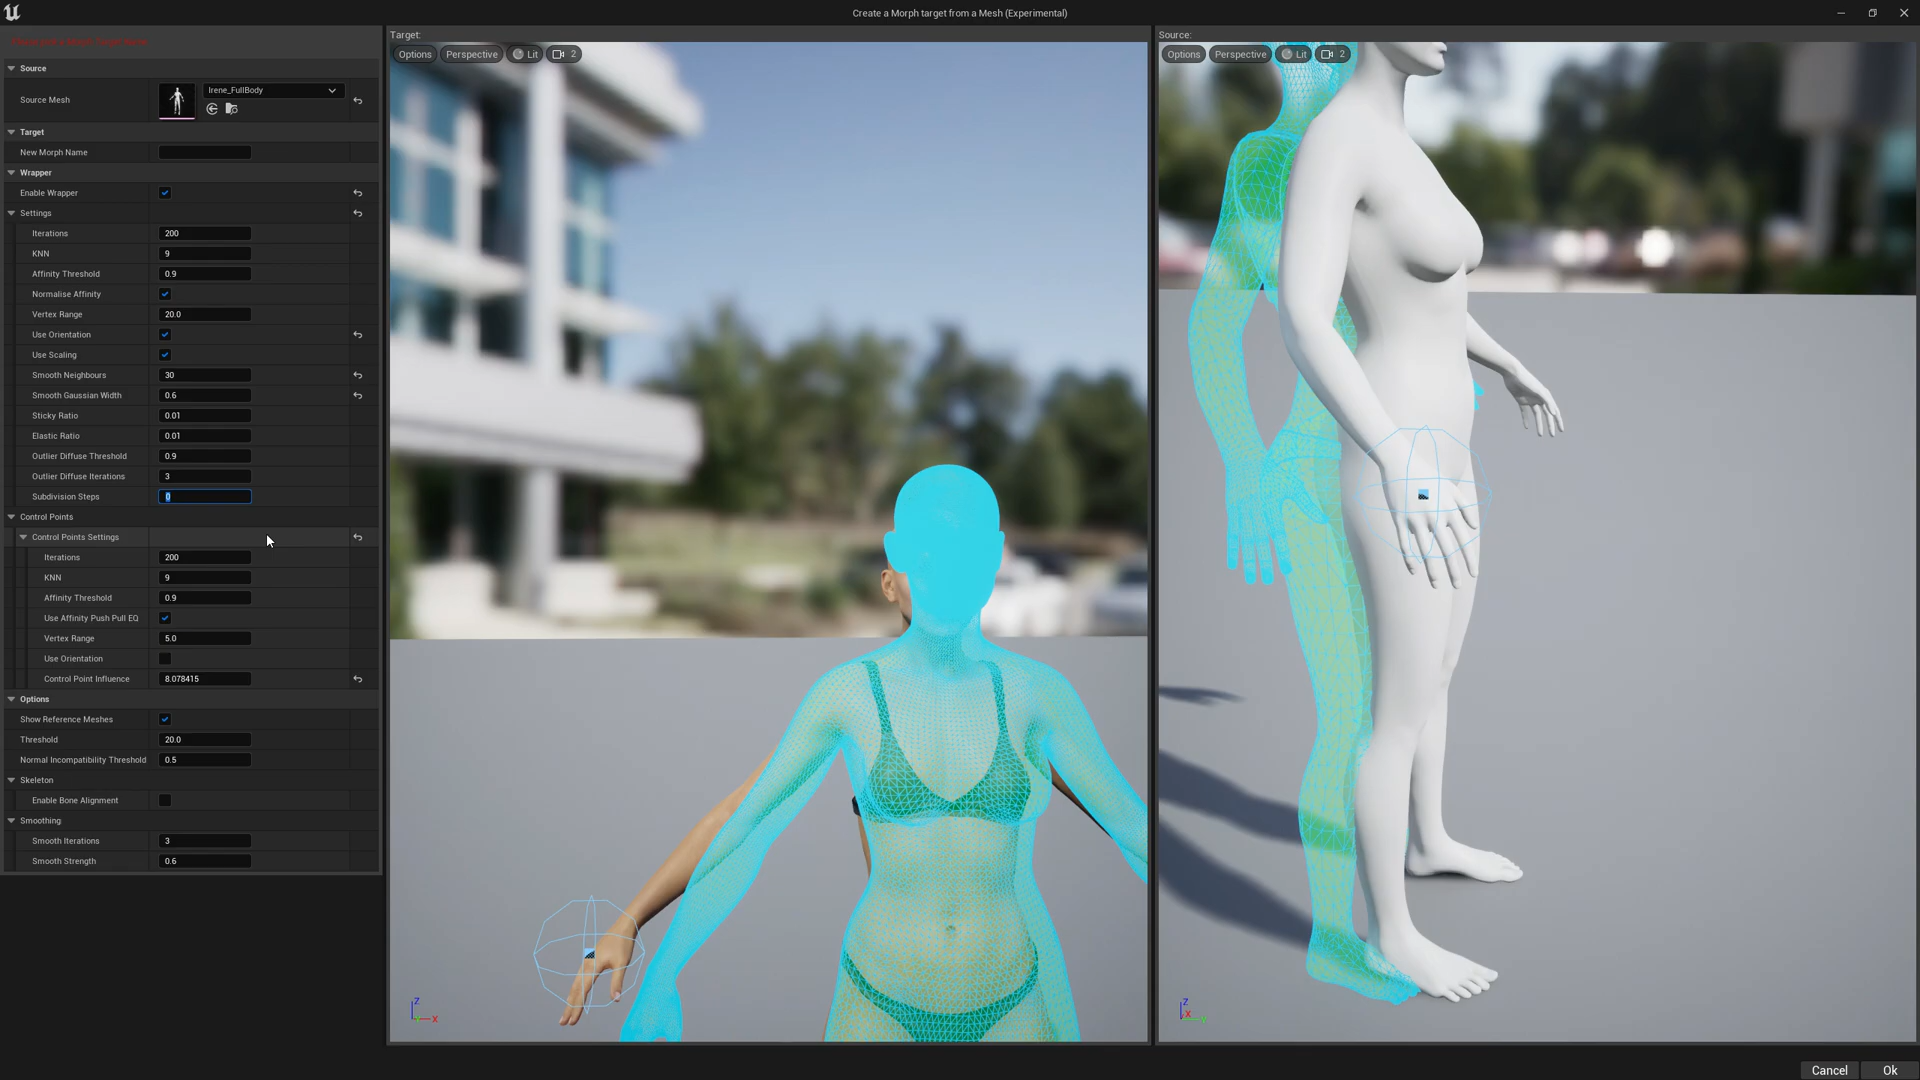 Create a Morph target from a Mesh (Experimental)
Source
Source Mesh
Irene_FullBody
Target
New Morph Name
Wrapper
Enable Wrapper
Settings
Iterations 200
KNN 9
Affinity Threshold 0.9
Normalise Affinity
Vertex Range 20.0
Use Orientation
Use Scaling
Smooth Neighbours 30
Smooth Gaussian Width 0.6
Sticky Ratio 0.01
Elastic Ratio 0.01
Outlier Diffuse Threshold 0.9
Outlier Diffuse Iterations 3
Subdivision Steps 0
Control Points
Control Points Settings
Iterations 200
KNN 9
Affinity Threshold 0.9
Use Affinity Push Pull EQ
Vertex Range 5.0
Use Orientation
Control Point Influence 8.078415
Options
Show Reference Meshes
Threshold 20.0
Normal Incompatibility Threshold 0.5
Skeleton
Enable Bone Alignment
Smoothing
Smooth Iterations 3
Smooth Strength 0.6
Target:
Options Perspective Lit 2
Z
X
Source:
Options Perspective Lit 2
Z
X
Cancel Ok